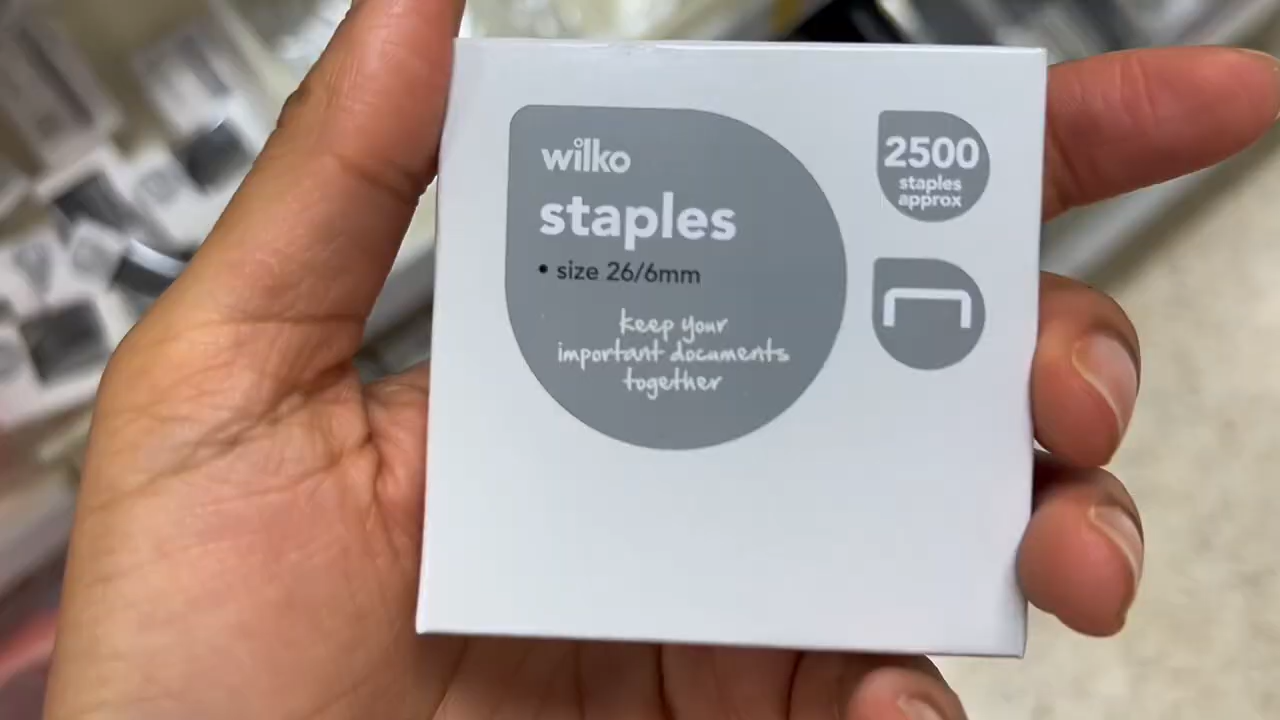 wilko
staples
• size 26/6mm
keep your
important documents
together
2500
staples
approx